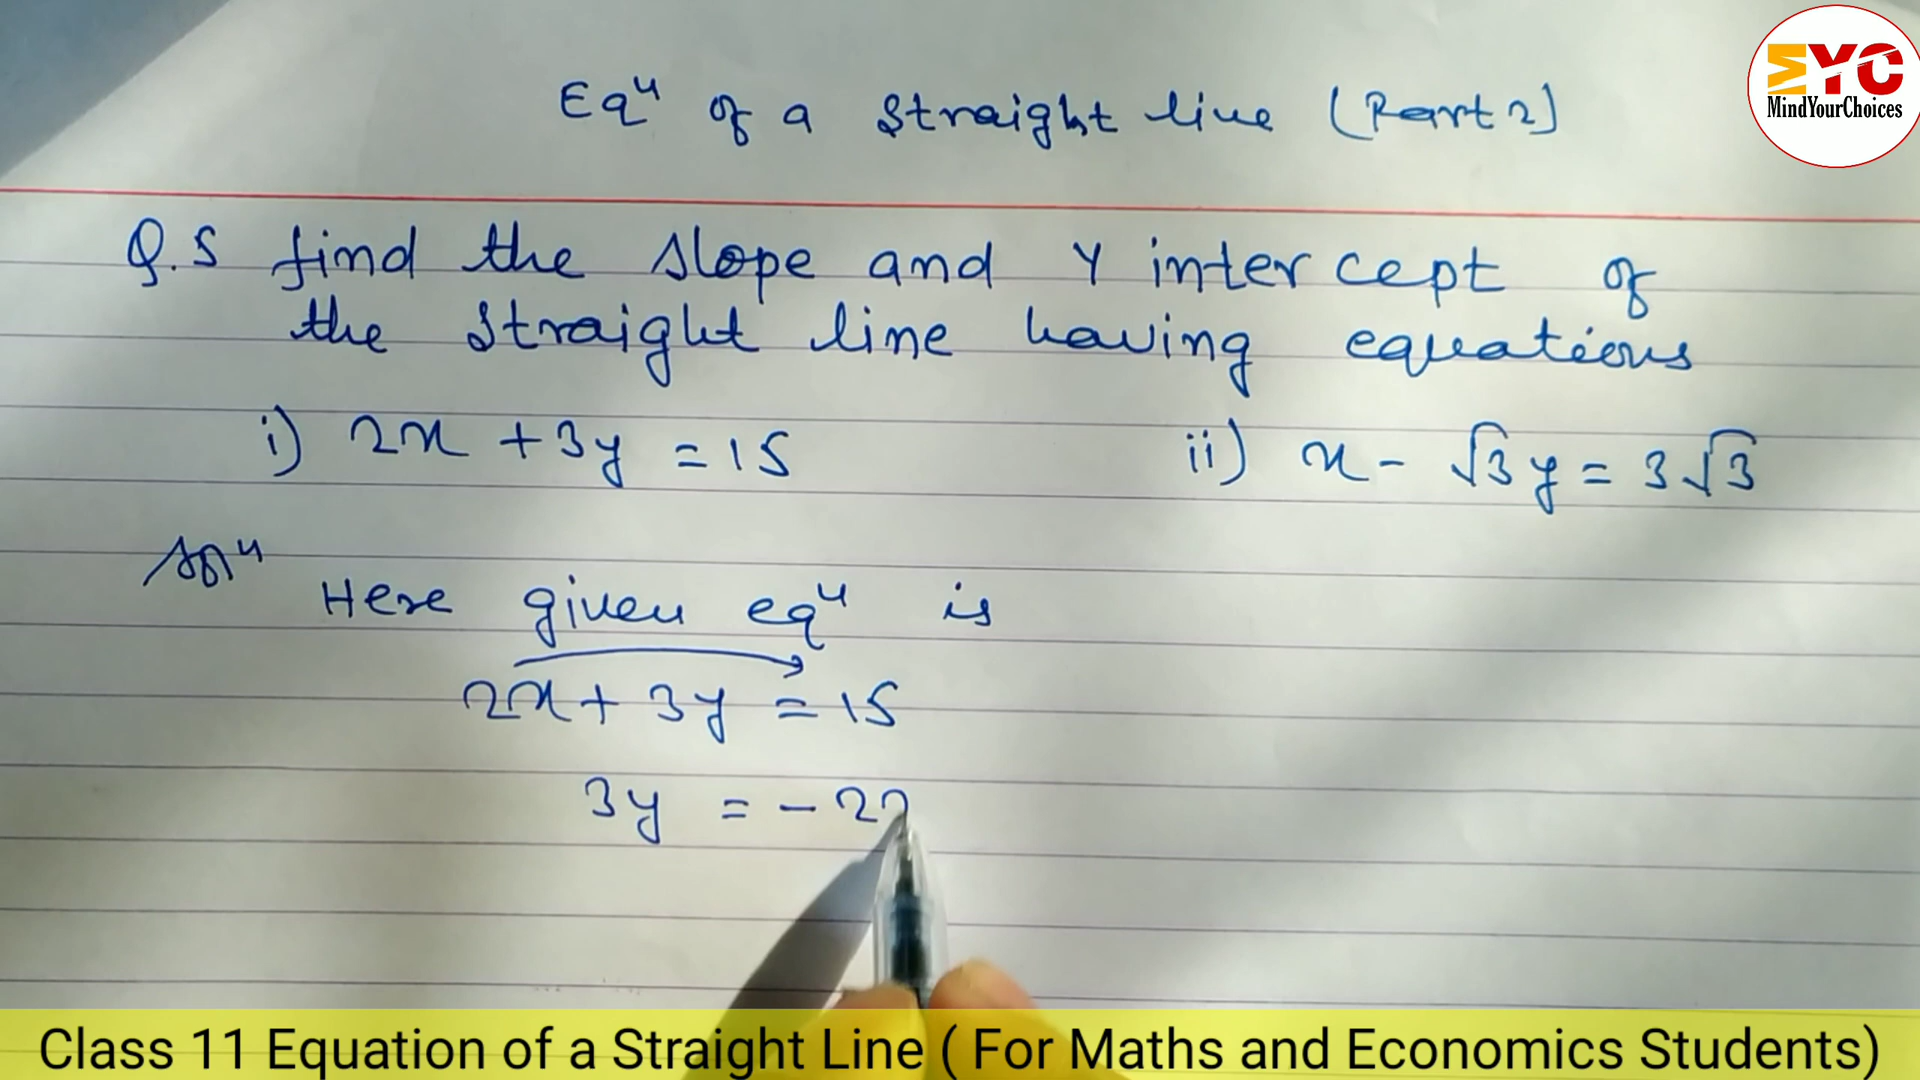 MYC
MindYourChoices
Eqⁿ of a straight line (Part 2)
Q.5 find the slope and Y intercept of
the straight line having equations
i) 2x + 3y = 15
ii) x - √3y = 3√3
Solⁿ
Here given eqⁿ is
2x + 3y = 15
3y = - 2
Class 11 Equation of a Straight Line ( For Maths and Economics Students)